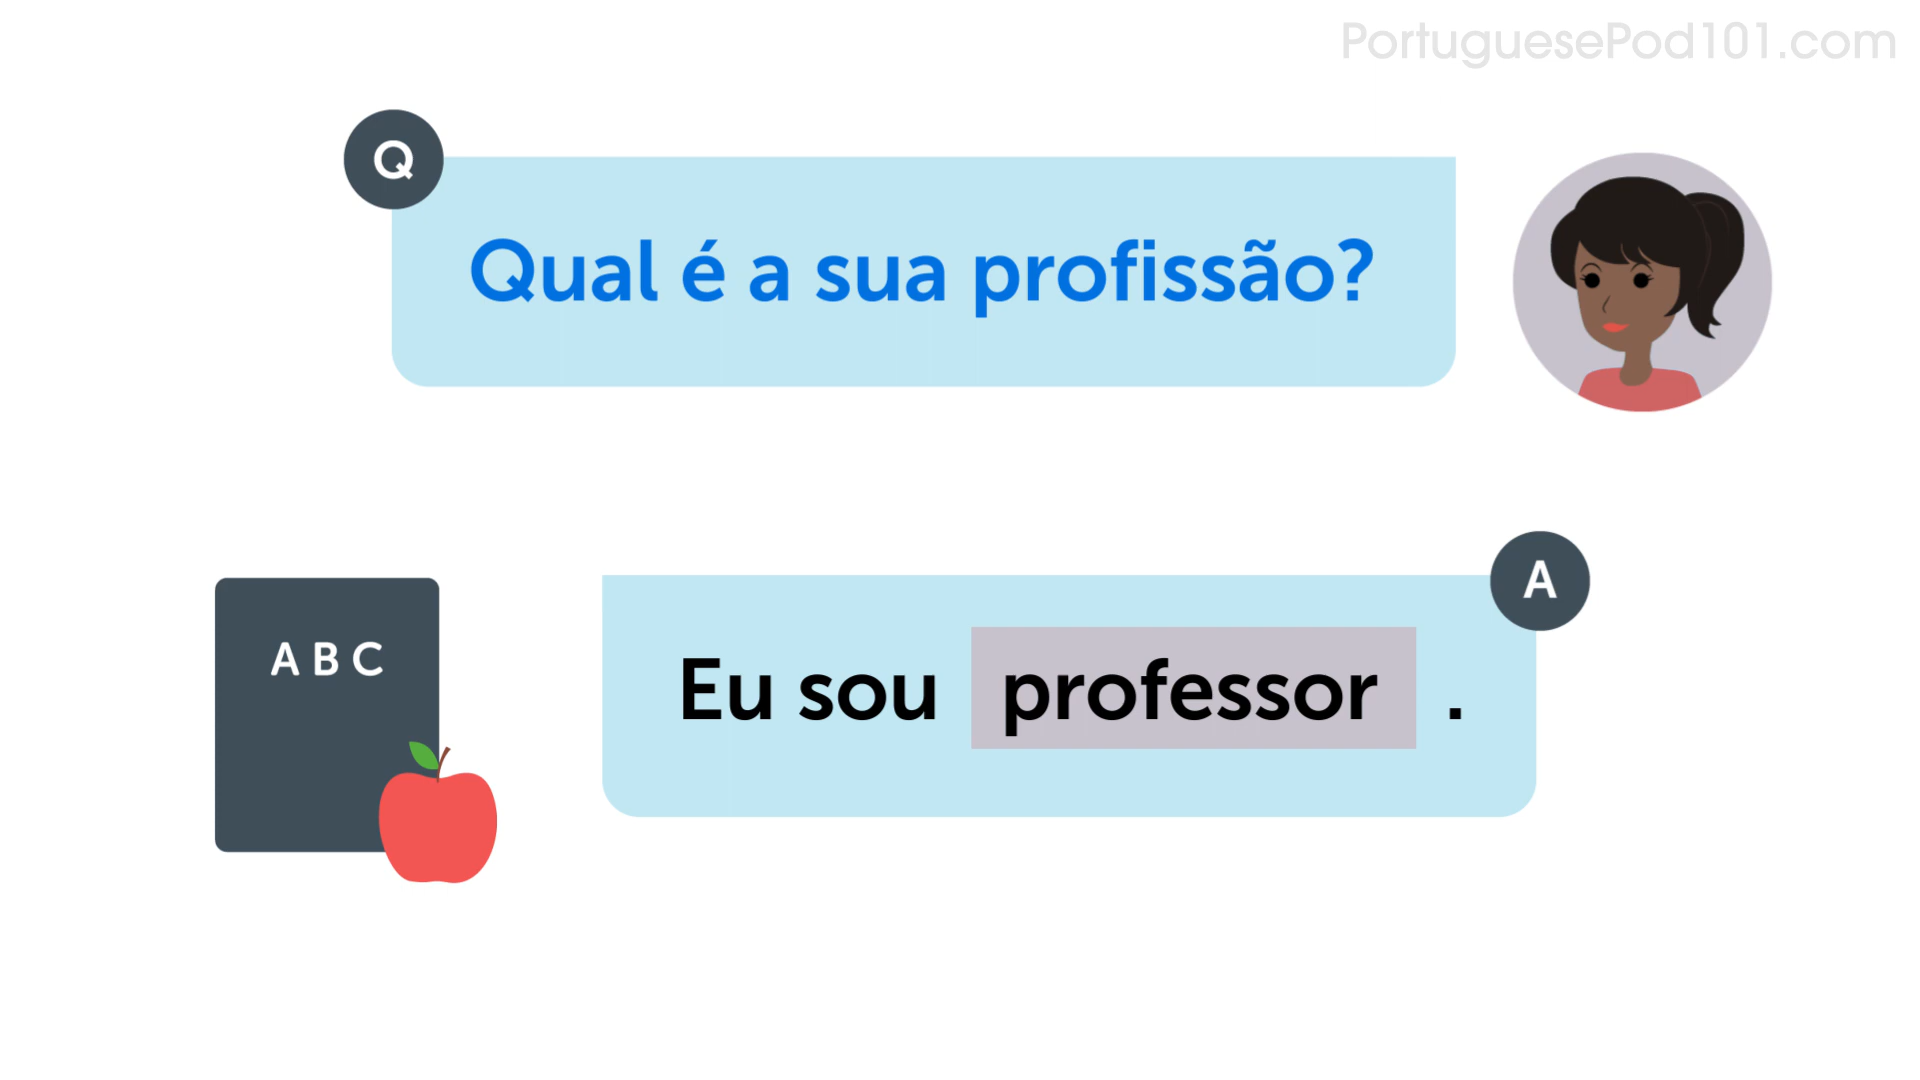 PortuguesePod101.com
Q
Qual é a sua profissão?
A
ABC
Eu sou professor .